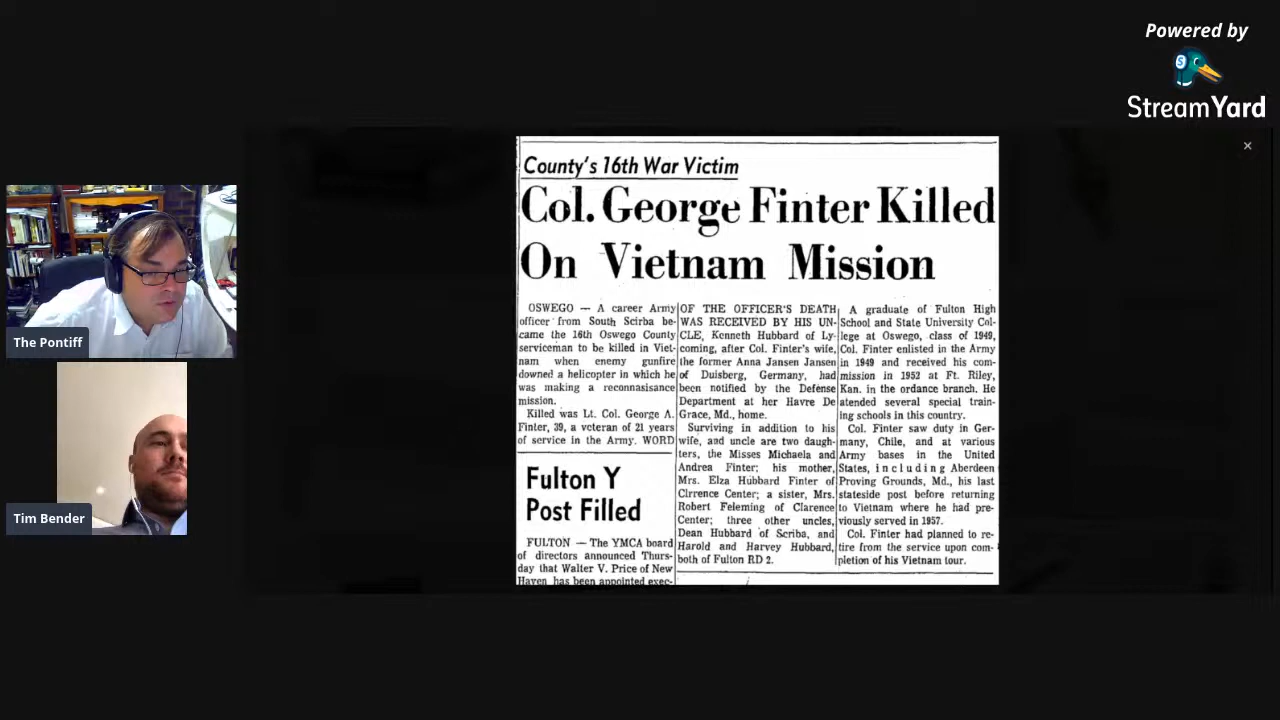 Powered by
StreamYard
The Pontiff
Tim Bender
County's 16th War Victim
Col. George Finter Killed
On Vietnam Mission
OSWEGO — A career Army
officer from South Scirba be-
came the 16th Oswego County
serviceman to be killed in Viet-
nam when enemy gunfire
downed a helicopter in which he
was making a reconnasisance
mission.
Killed was Lt. Col. George A.
Finter, 39, a veteran of 21 years
of service in the Army. WORD
OF THE OFFICER'S DEATH
WAS RECEIVED BY HIS UN-
CLE, Kenneth Hubbard of Ly-
coming, after Col. Finter's wife,
the former Anna Jansen Jansen
of Duisberg, Germany, had
been notified by the Defense
Department at her Havre De
Grace, Md., home.
Surviving in addition to his
wife, and uncle are two daugh-
ters, the Misses Michaela and
Andrea Finter; his mother,
Mrs. Elza Hubbard Finter of
Clrrence Center; a sister, Mrs.
Robert Feleming of Clarence
Center; three other uncles,
Dean Hubbard of Scriba, and
Harold and Harvey Hubbard,
both of Fulton RD 2.
A graduate of Fulton High
School and State University Col-
lege at Oswego, class of 1949,
Col. Finter enlisted in the Army
in 1949 and received his com-
mission in 1952 at Ft. Riley,
Kan. in the ordance branch. He
atended several special train-
ing schools in this country.
Col. Finter saw duty in Ger-
many, Chile, and at various
Army bases in the United
States, including Aberdeen
Proving Grounds, Md., his last
stateside post before returning
to Vietnam where he had pre-
viously served in 1957.
Col. Finter had planned to re-
tire from the service upon com-
pletion of his Vietnam tour.
Fulton Y
Post Filled
FULTON — The YMCA board
of directors announced Thurs-
day that Walter V. Price of New
Haven has been appointed exec-